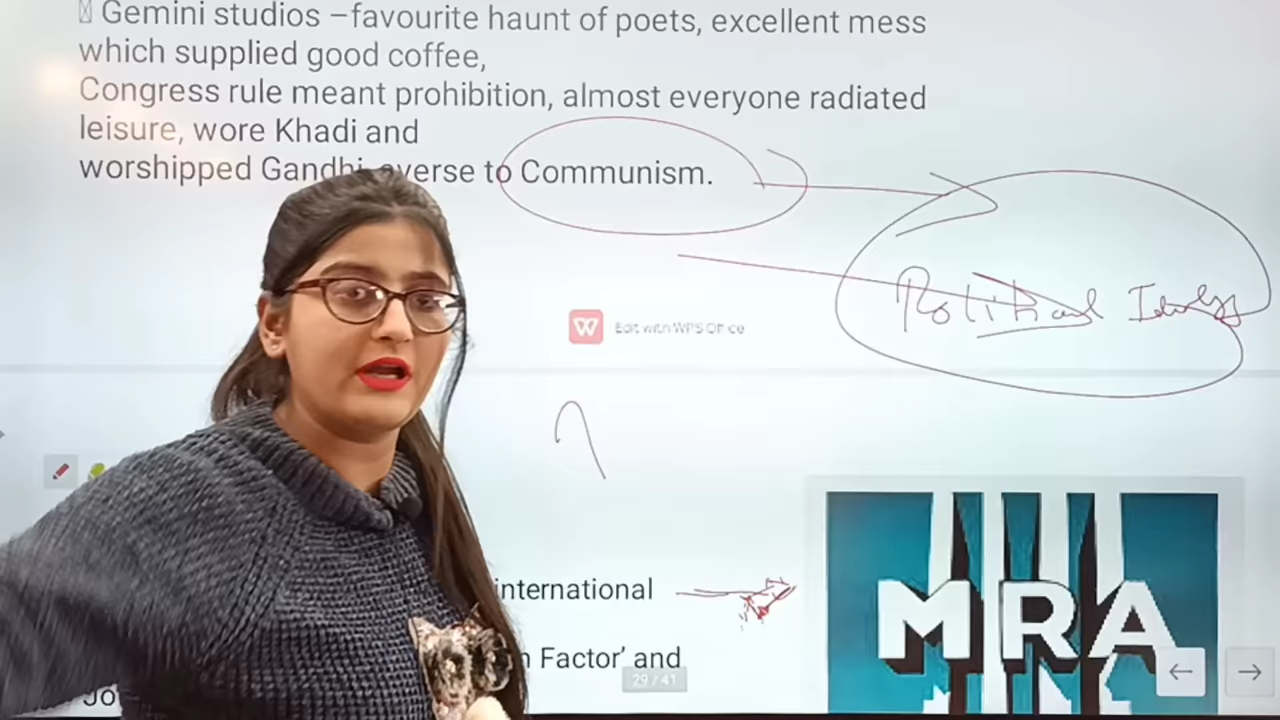 Gemini studios –favourite haunt of poets, excellent mess
which supplied good coffee,
Congress rule meant prohibition, almost everyone radiated
leisure, wore Khadi and
worshipped Gandhi averse to Communism.
Political
Edit with WPS Office
international
Factor’ and
29 / 41
MRA